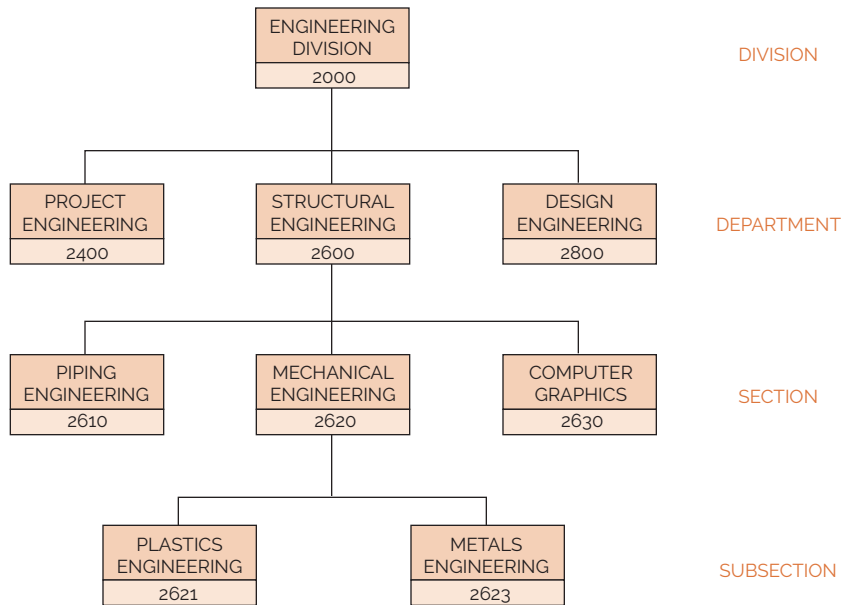 ENGINEERING
DIVISION
2000
DIVISION
PROJECT
ENGINEERING
2400
STRUCTURAL
ENGINEERING
2600
DESIGN
ENGINEERING
2800
DEPARTMENT
PIPING
ENGINEERING
2610
MECHANICAL
ENGINEERING
2620
COMPUTER
GRAPHICS
2630
SECTION
PLASTICS
ENGINEERING
2621
METALS
ENGINEERING
2623
SUBSECTION